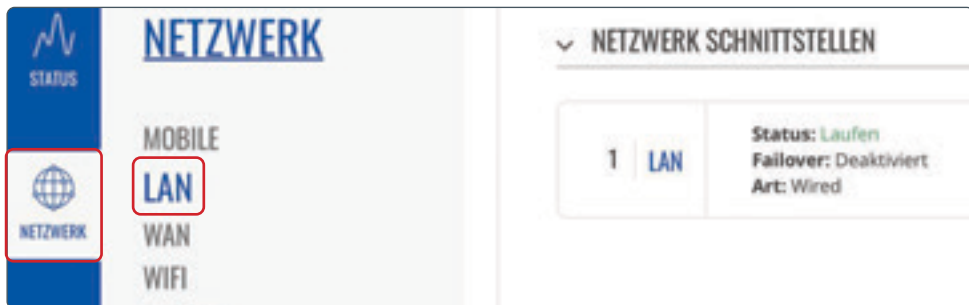 STATUS
NETZWERK
NETZWERK
MOBILE
LAN
WAN
WIFI
NETZWERK SCHNITTSTELLEN
1 LAN
Status: Laufen
Failover: Deaktiviert
Art: Wired